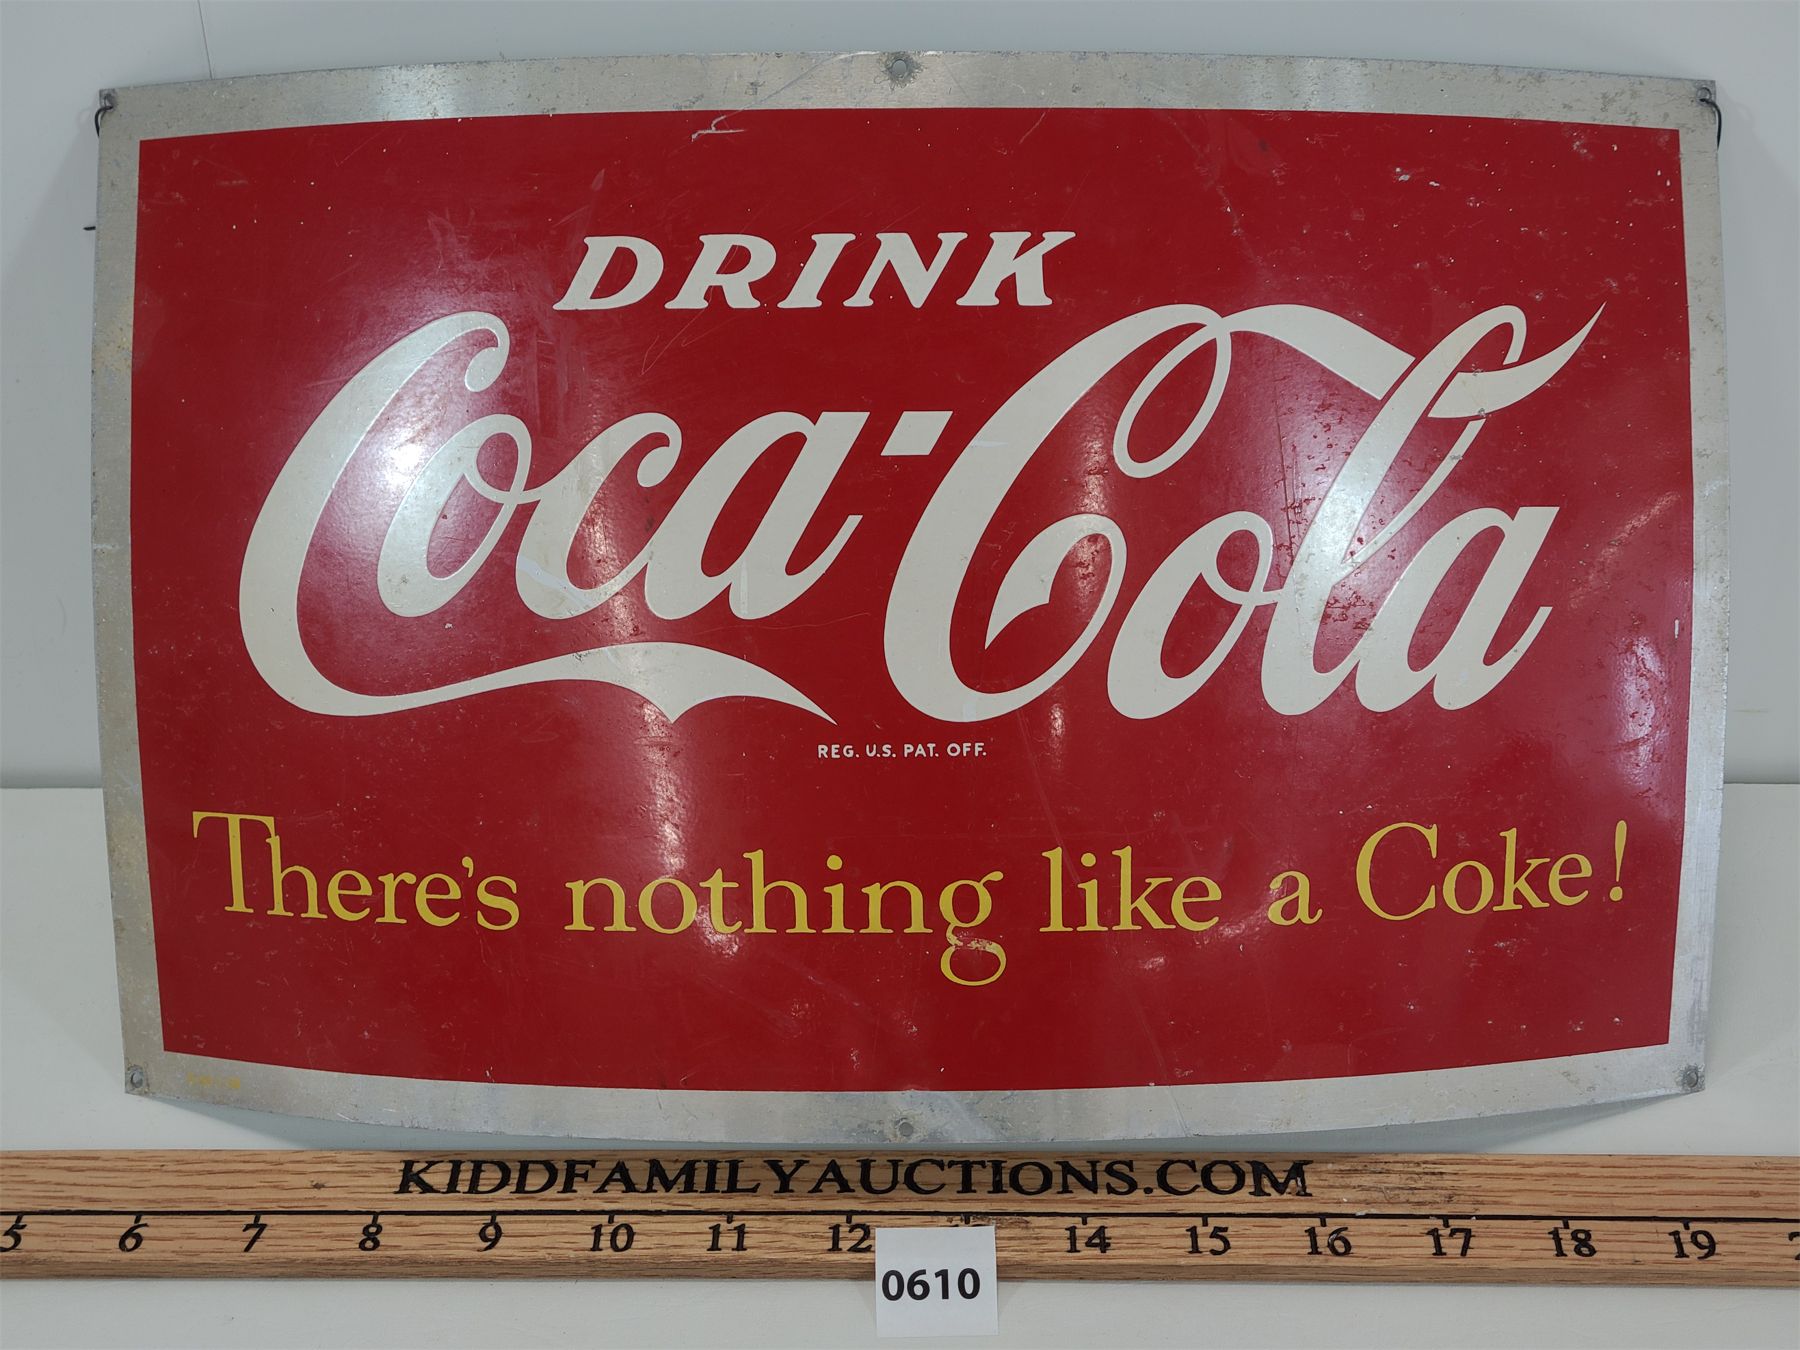 DRINK
Coca-Cola
REG. U.S. PAT. OFF.
There's nothing like a Coke!
KIDDFAMILYAUCTIONS.COM
5 6 7 8 9 10 11 12 14 15 16 17 18 19
0610